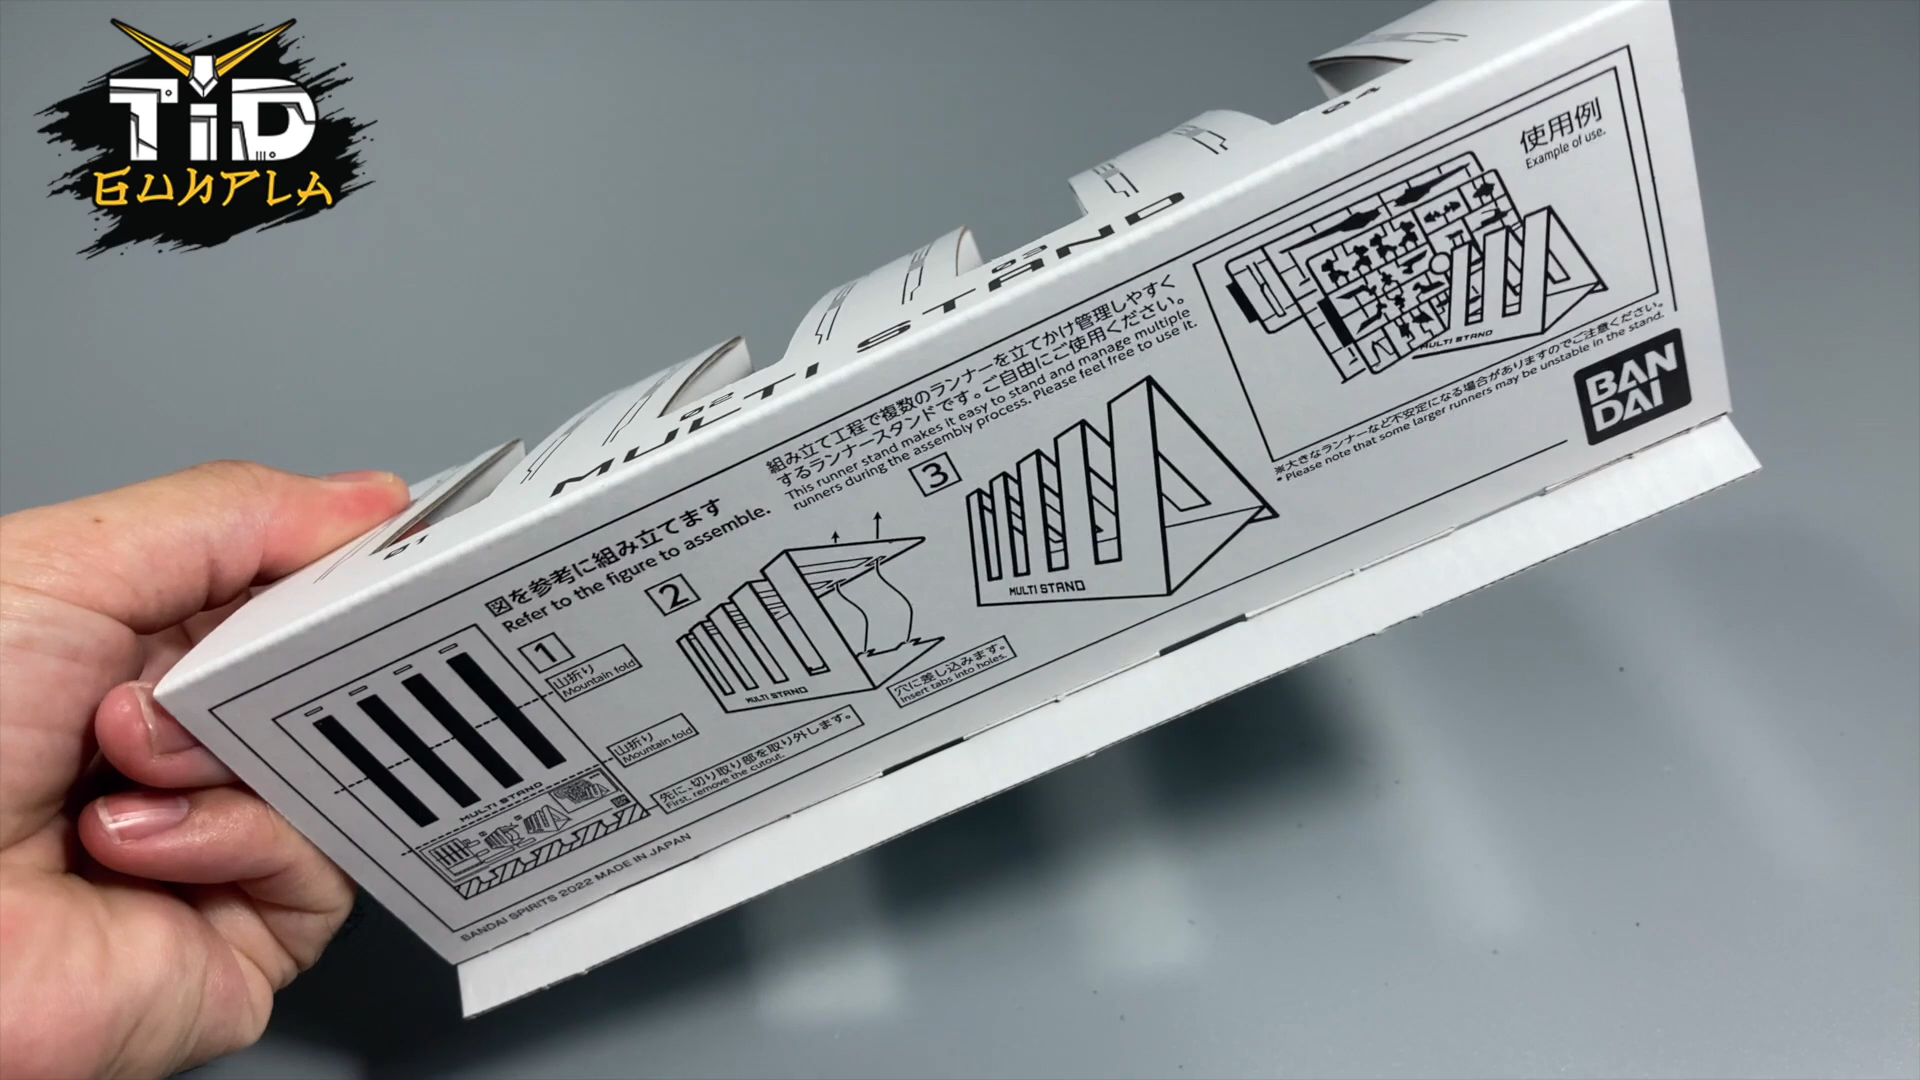 TiD
GUNPLA
01
02
03
04
MULTI STAND
図を参考に組み立てます
Refer to the figure to assemble.
組み立て工程で複数のランナーを立てかけ管理しやすく
するランナースタンドです。ご自由にご使用ください。
This runner stand makes it easy to stand and manage multiple
runners during the assembly process. Please feel free to use it.
使用例
Example of use.
MULTI STAND
※大きなランナーなど不安定になる場合がありますのでご注意ください。
* Please note that some larger runners may be unstable in the stand.
BAN
DAI
1
山折り
Mountain fold
山折り
Mountain fold
MULTI STAND
先に、切り取り部を取り外します。
First, remove the cutout.
2
MULTI STAND
穴に差し込みます。
Insert tabs into holes.
3
MULTI STAND
BANDAI SPIRITS 2022 MADE IN JAPAN